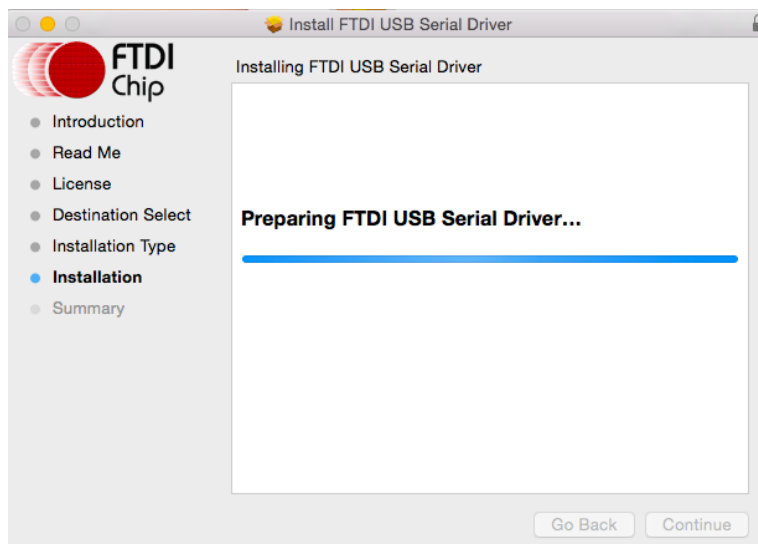 Install FTDI USB Serial Driver
FTDI
Chip
Installing FTDI USB Serial Driver
Introduction
Read Me
License
Destination Select
Installation Type
Installation
Summary
Preparing FTDI USB Serial Driver...
Go Back
Continue